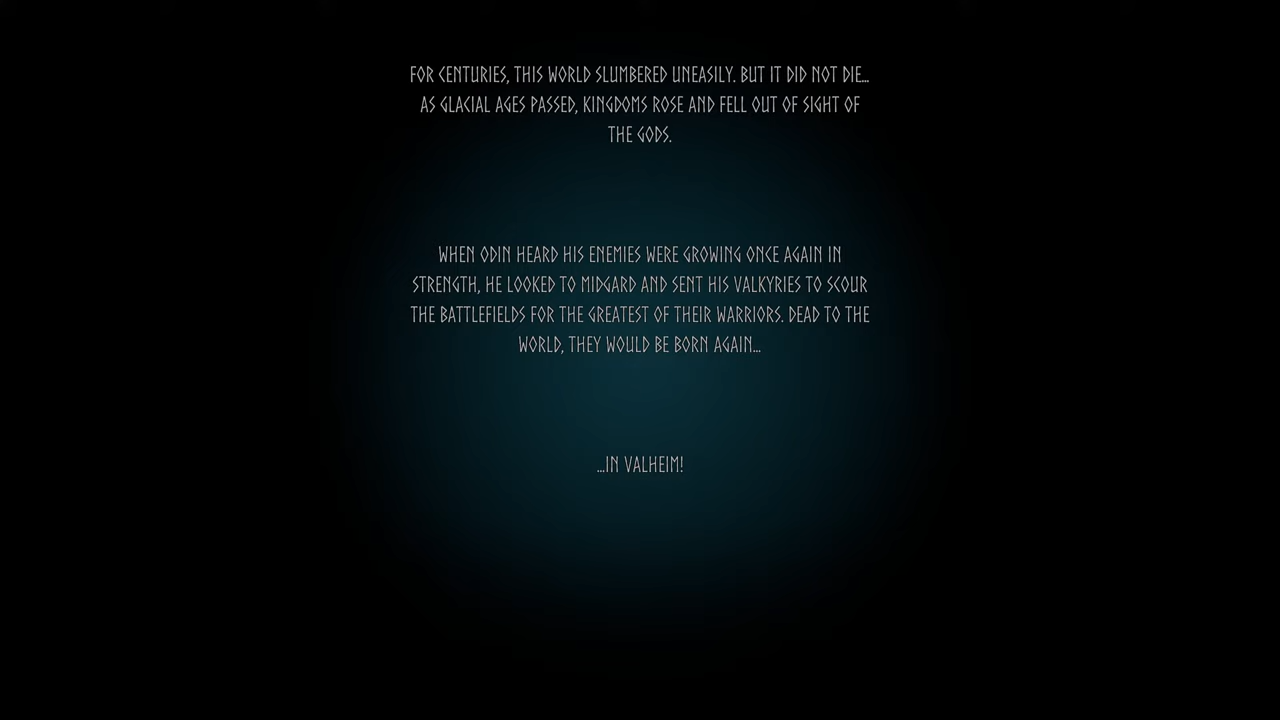 FOR CENTURIES, THIS WORLD SLUMBERED UNEASILY. BUT IT DID NOT DIE...
AS GLACIAL AGES PASSED, KINGDOMS ROSE AND FELL OUT OF SIGHT OF
THE GODS.
WHEN ODIN HEARD HIS ENEMIES WERE GROWING ONCE AGAIN IN
STRENGTH, HE LOOKED TO MIDGARD AND SENT HIS VALKYRIES TO SCOUR
THE BATTLEFIELDS FOR THE GREATEST OF THEIR WARRIORS. DEAD TO THE
WORLD, THEY WOULD BE BORN AGAIN...
...IN VALHEIM!